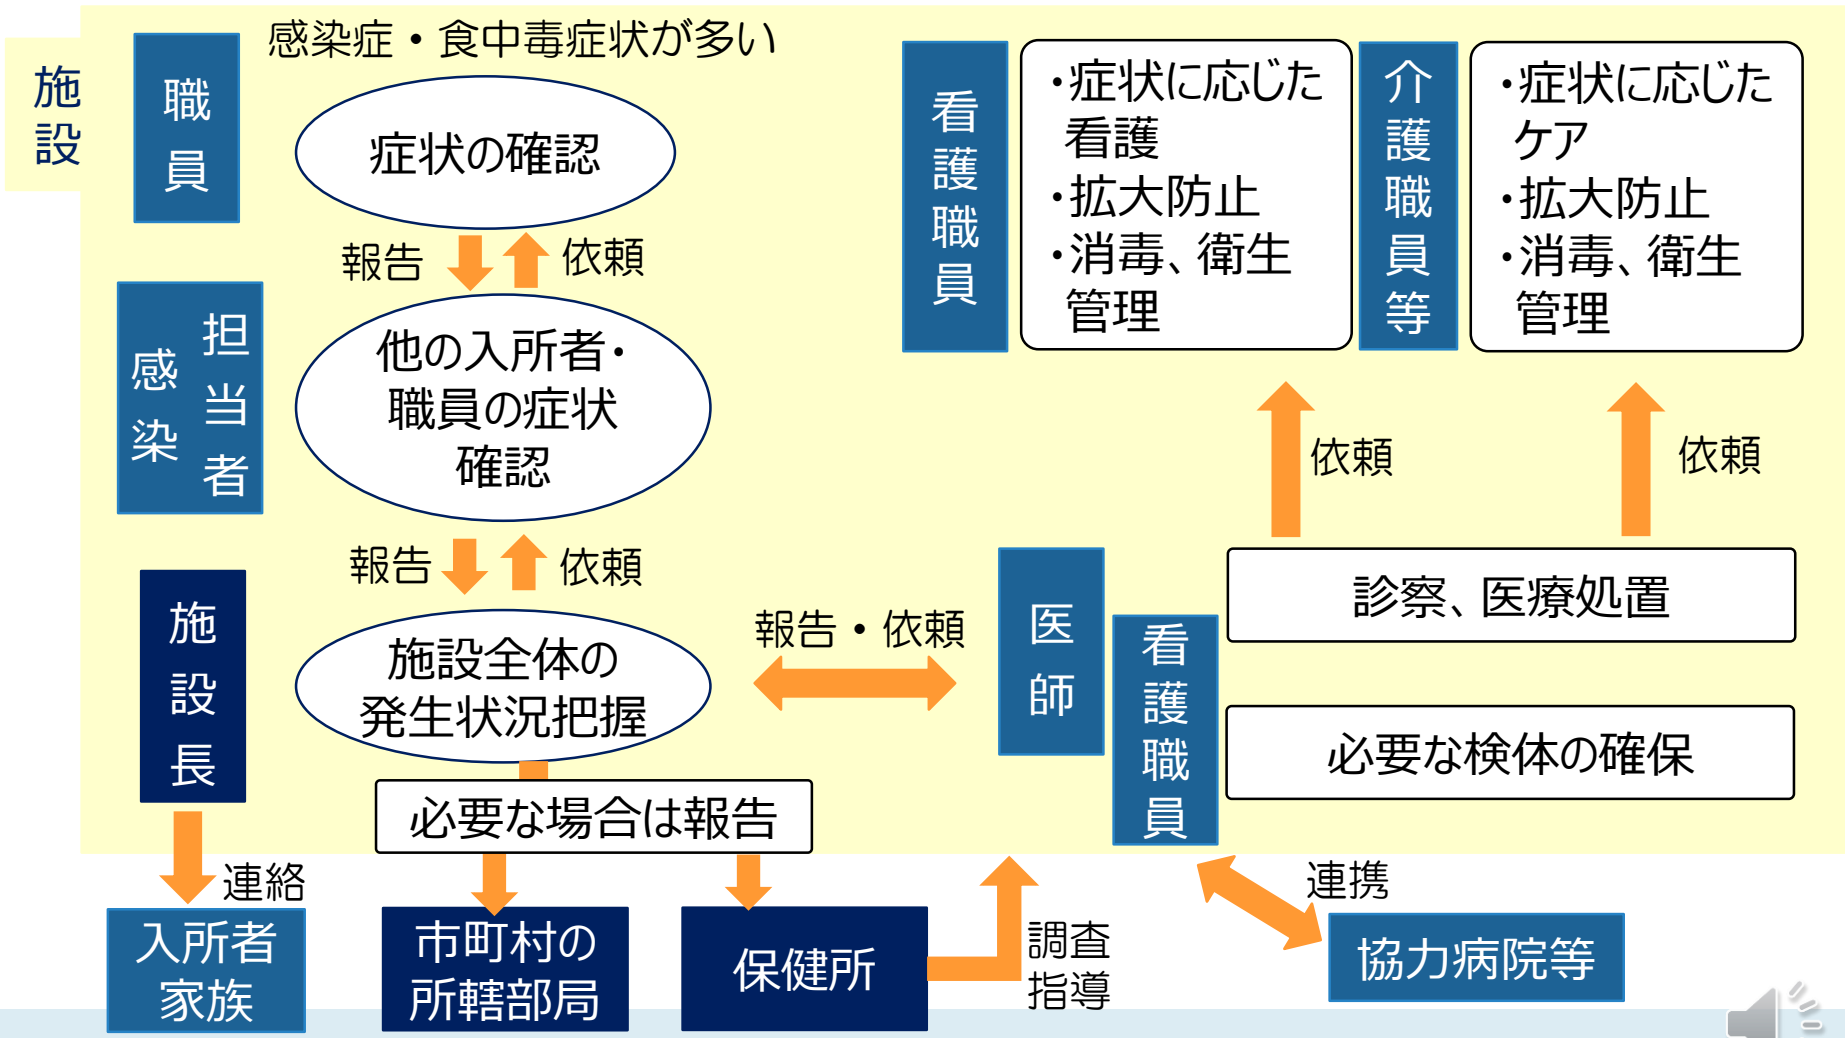 施設
感染症・食中毒症状が多い
職員
症状の確認
報告
依頼
感染
担当者
他の入所者・
職員の症状
確認
報告
依頼
施設長
施設全体の
発生状況把握
必要な場合は報告
連絡
入所者
家族
市町村の
所轄部局
保健所
調査
指導
報告・依頼
医師
看護職員
診察、医療処置
必要な検体の確保
連携
協力病院等
依頼
依頼
看護職員
・症状に応じた
看護
・拡大防止
・消毒、衛生
管理
介護職員等
・症状に応じた
ケア
・拡大防止
・消毒、衛生
管理